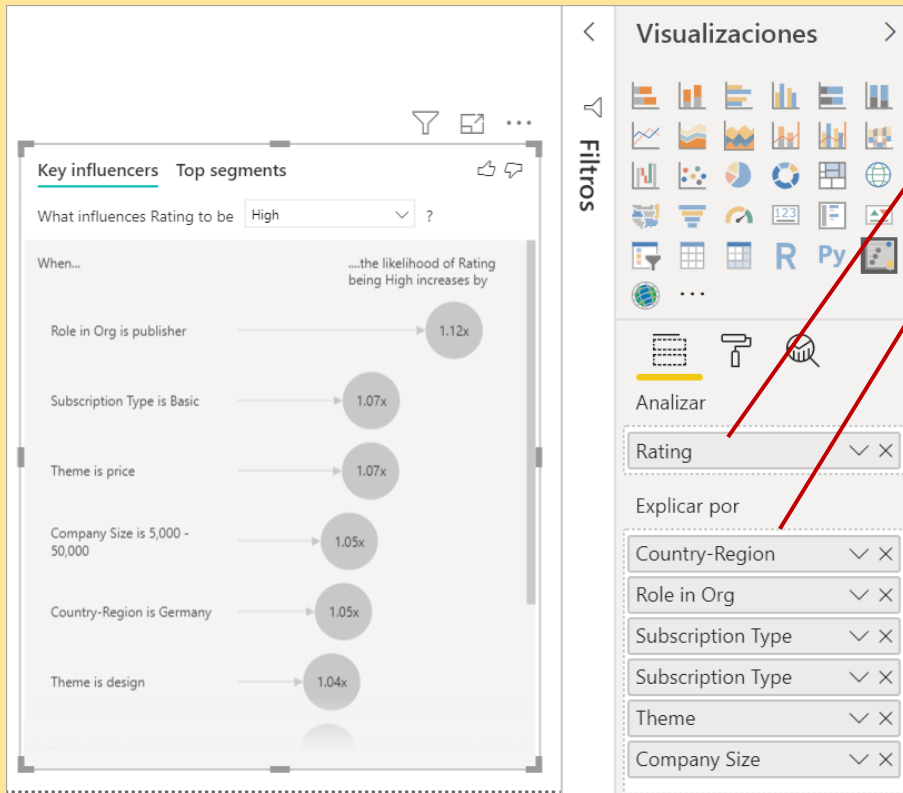 Visualizaciones
Filtros
Key influencers Top segments
What influences Rating to be High ?
When...
....the likelihood of Rating
being High increases by
Role in Org is publisher 1.12x
Subscription Type is Basic 1.07x
Theme is price 1.07x
Company Size is 5,000 -
50,000
1.05x
Country-Region is Germany 1.05x
Theme is design 1.04x
123
R Py
Analizar
Rating
Explicar por
Country-Region
Role in Org
Subscription Type
Subscription Type
Theme
Company Size